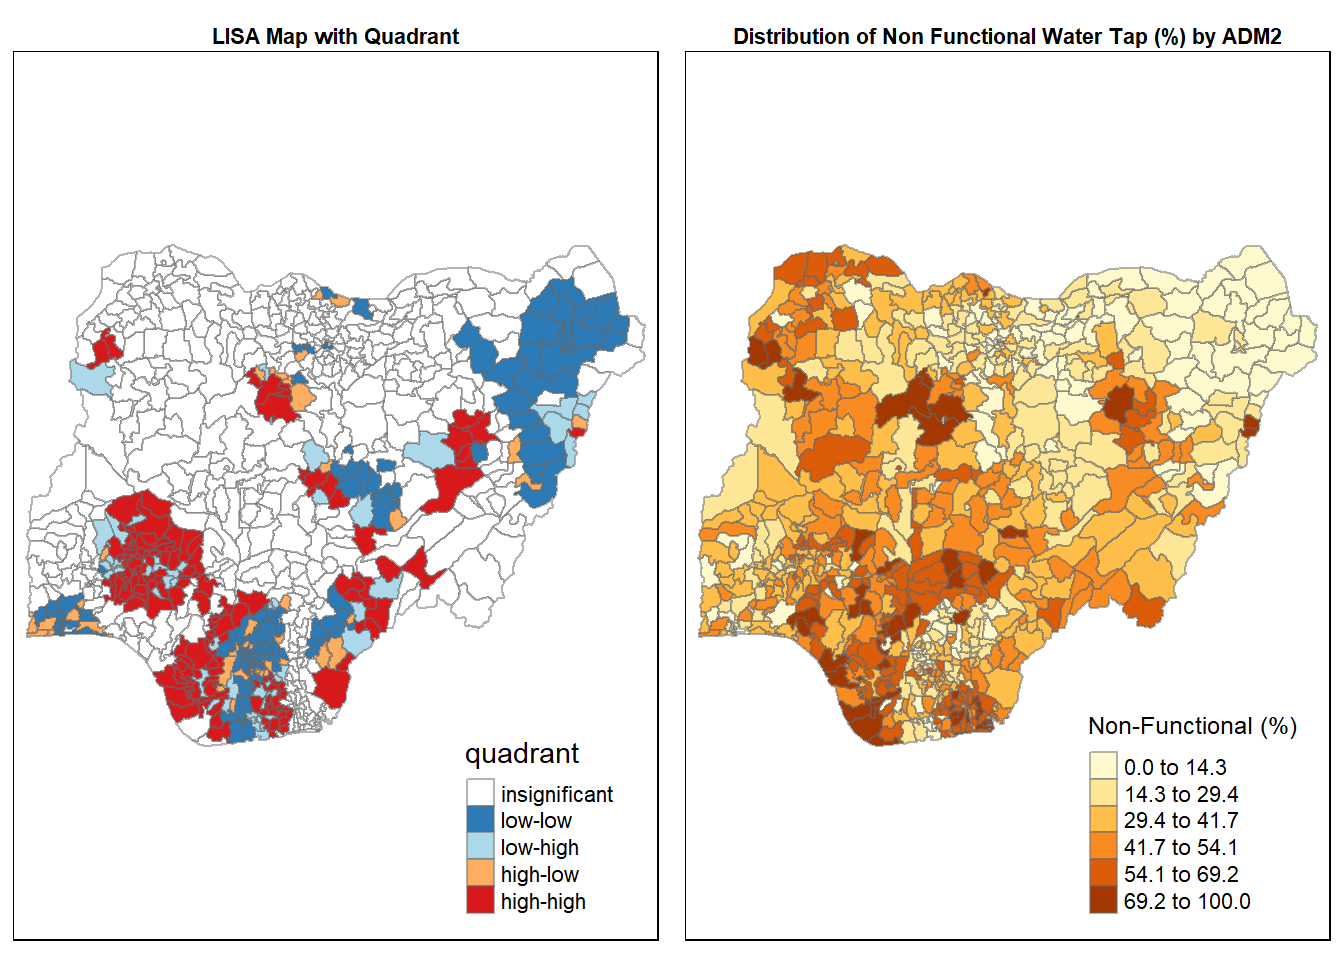 LISA Map with Quadrant
quadrant
insignificant
low-low
low-high
high-low
high-high
Distribution of Non Functional Water Tap (%) by ADM2
Non-Functional (%)
0.0 to 14.3
14.3 to 29.4
29.4 to 41.7
41.7 to 54.1
54.1 to 69.2
69.2 to 100.0